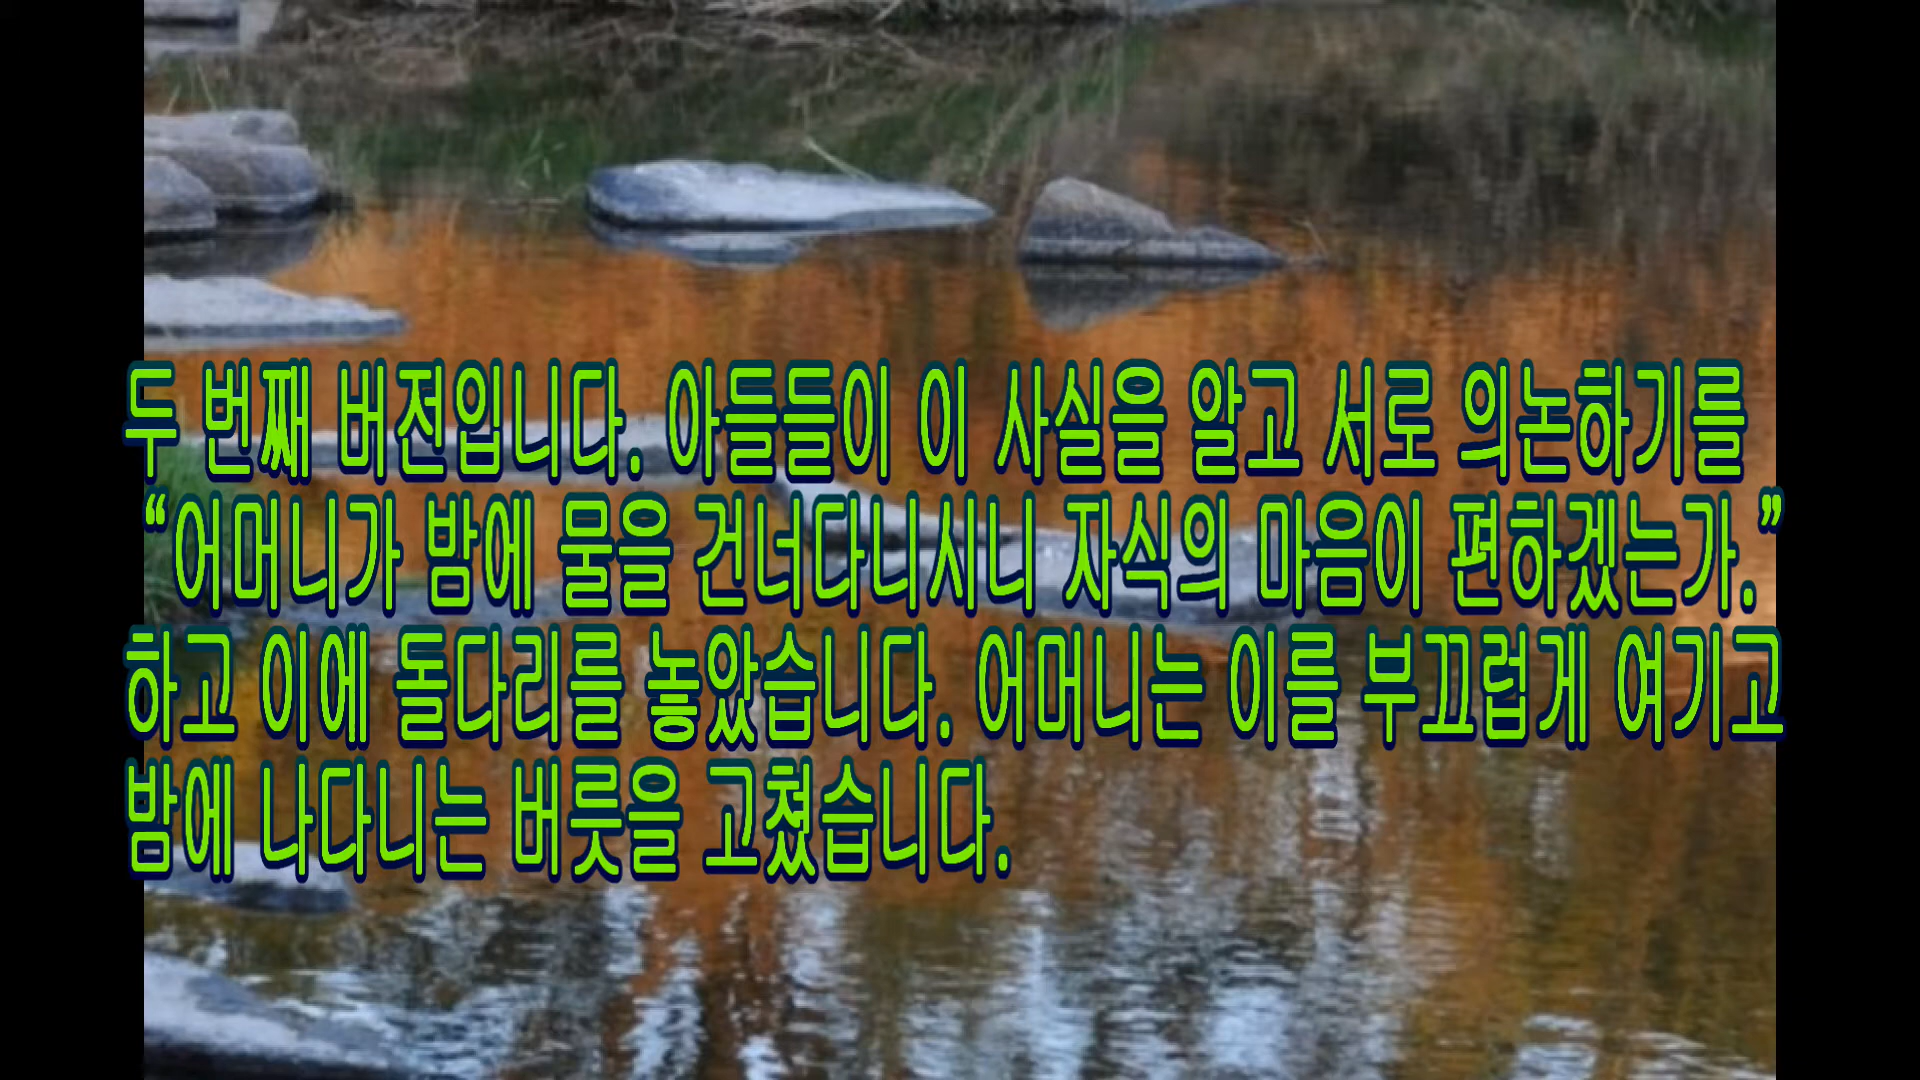 두 번째 버전입니다. 아들들이 이 사실을 알고 서로 의논하기를
“어머니가 밤에 물을 건너다니시니 자식의 마음이 편하겠는가.”
하고 이에 돌다리를 놓았습니다. 어머니는 이를 부끄럽게 여기고
밤에 나다니는 버릇을 고쳤습니다.